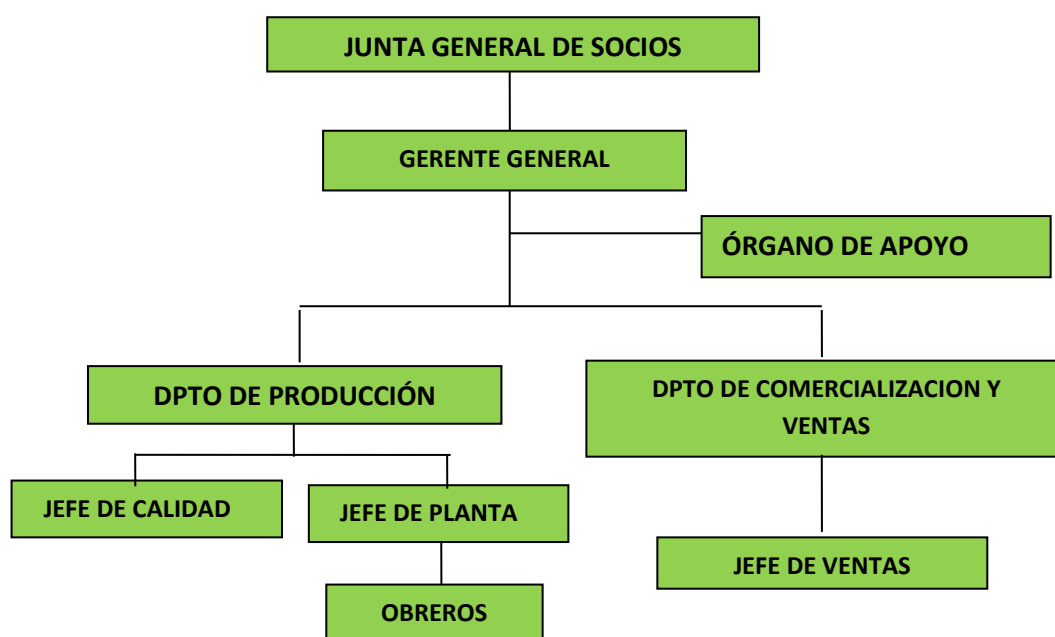 JUNTA GENERAL DE SOCIOS
GERENTE GENERAL
ÓRGANO DE APOYO
DPTO DE PRODUCCIÓN
DPTO DE COMERCIALIZACION Y
VENTAS
JEFE DE CALIDAD
JEFE DE PLANTA
JEFE DE VENTAS
OBREROS